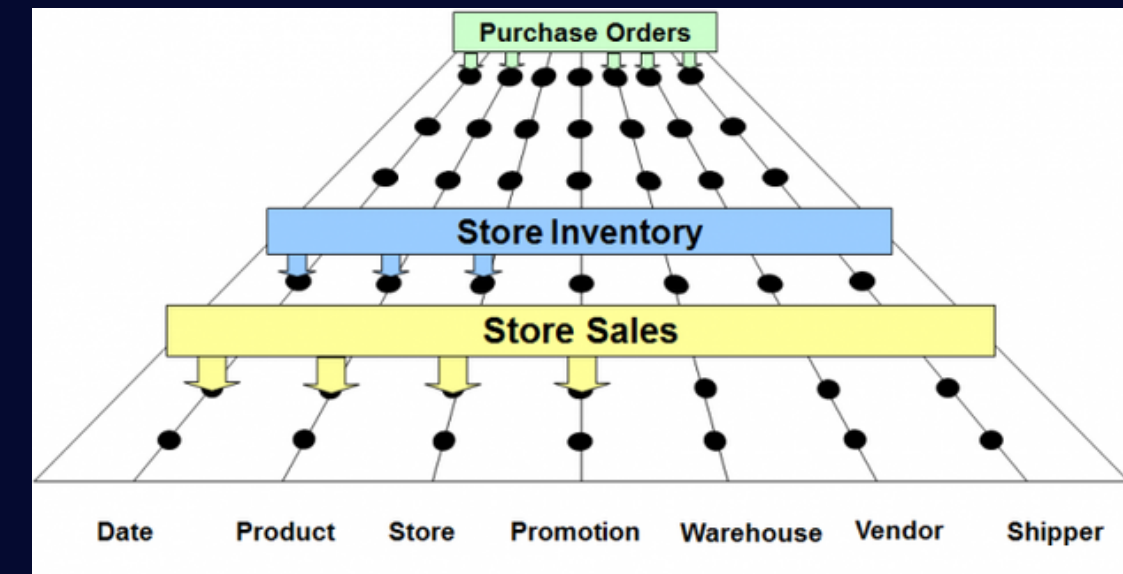 Purchase Orders
Store Inventory
Store Sales
Date Product Store Promotion Warehouse Vendor Shipper